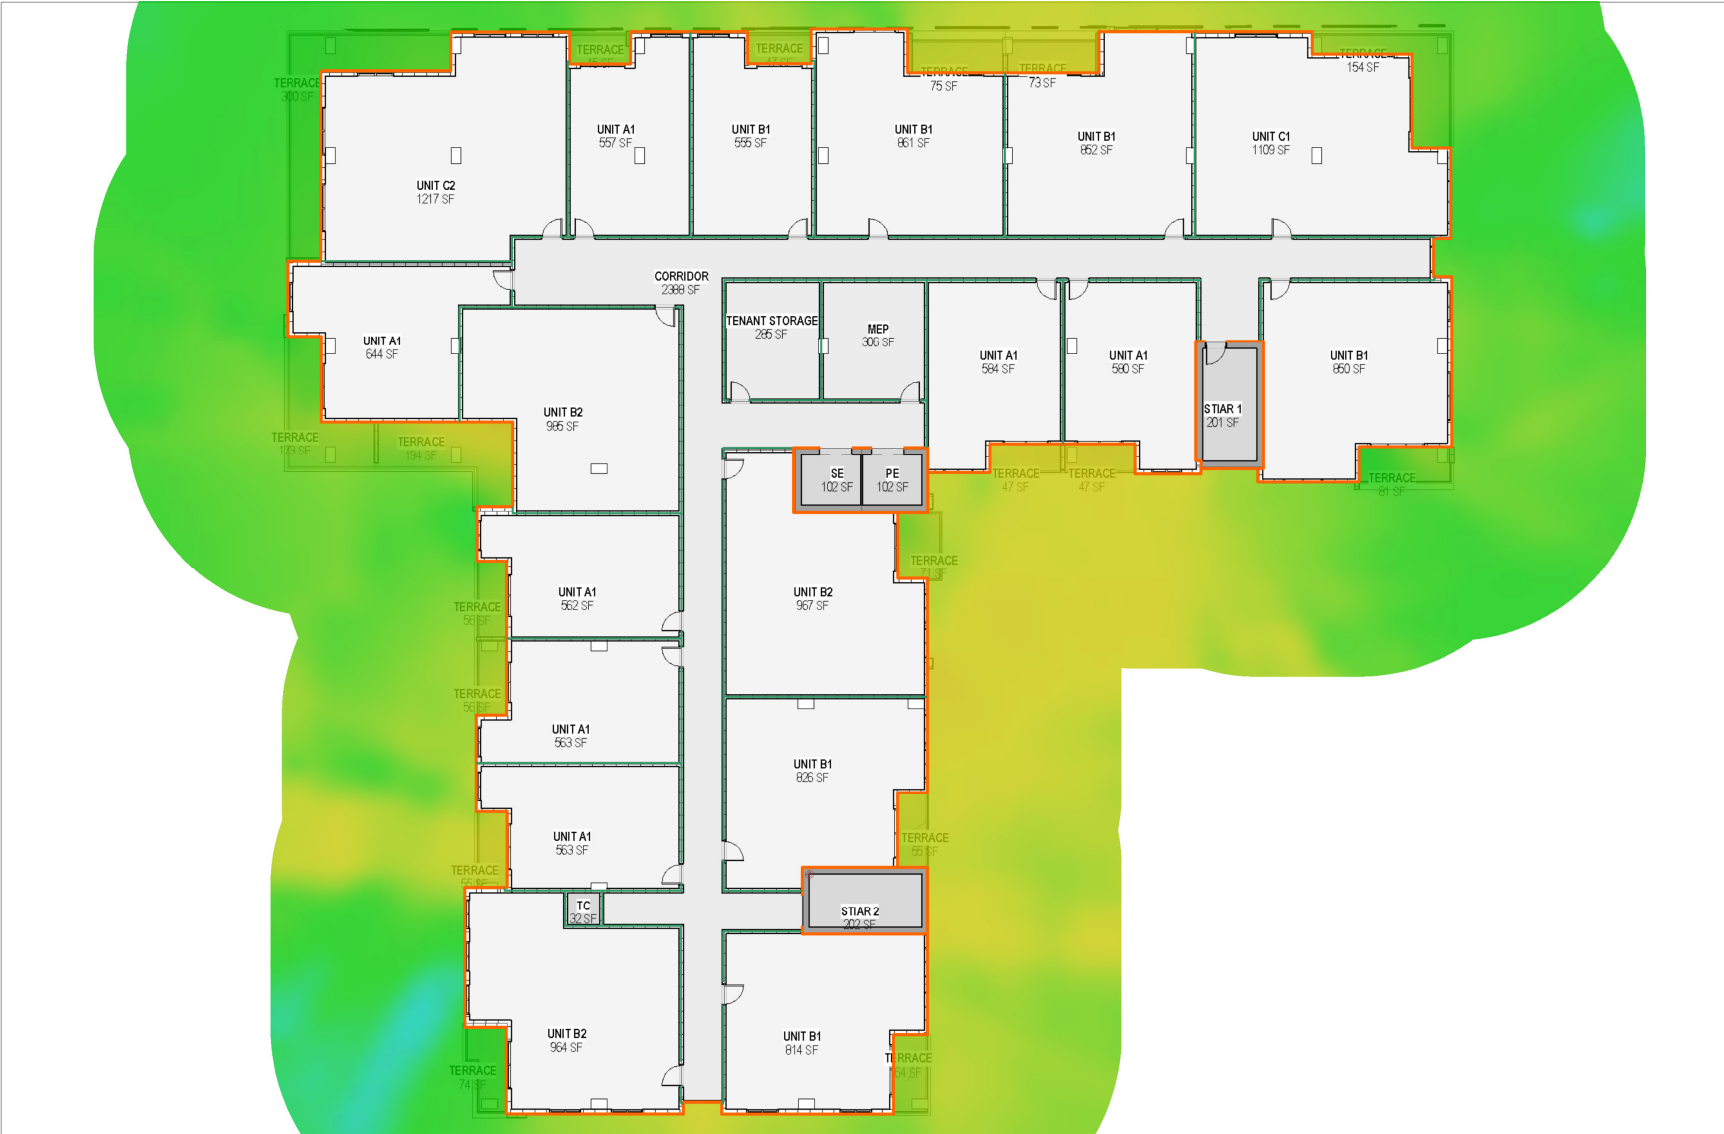 TERRACE
45 SF
TERRACE
47 SF
TERRACE
300 SF
TERRACE
75 SF
TERRACE
73 SF
TERRACE
154 SF
UNIT C2
1217 SF
UNIT A1
557 SF
UNIT B1
555 SF
UNIT B1
861 SF
UNIT B1
852 SF
UNIT C1
1109 SF
CORRIDOR
2388 SF
UNIT A1
644 SF
TENANT STORAGE
285 SF
MEP
306 SF
UNIT A1
584 SF
UNIT A1
580 SF
UNIT B1
850 SF
UNIT B2
985 SF
STIAR 1
201 SF
TERRACE
TERRACE
194 SF
SE
102 SF
PE
102 SF
TERRACE
47 SF
TERRACE
47 SF
TERRACE
81 SF
TERRACE
71 SF
UNIT A1
562 SF
UNIT B2
967 SF
TERRACE
56 SF
TERRACE
56 SF
UNIT A1
563 SF
UNIT B1
826 SF
UNIT A1
563 SF
TERRACE
55 SF
TERRACE
55 SF
TC
32 SF
STIAR 2
202 SF
UNIT B2
964 SF
UNIT B1
814 SF
TERRACE
74 SF
TERRACE
64 SF